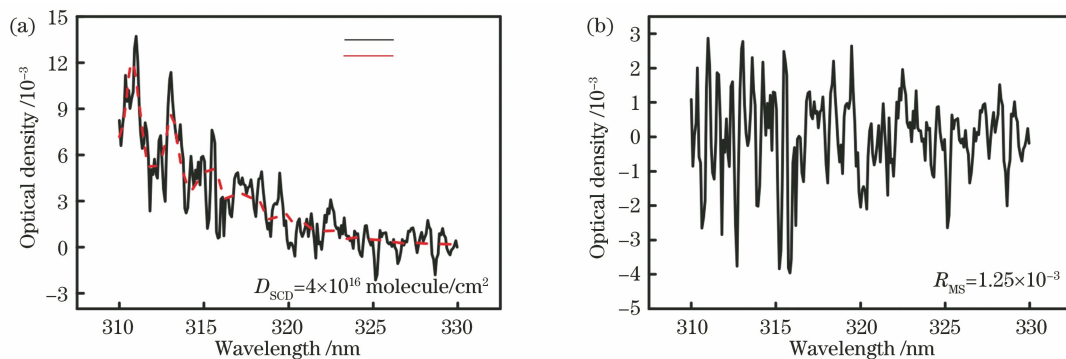 (a)
15
12
9
6
3
0
−3
Optical density /10⁻³
D_SCD=4×10¹⁶ molecule/cm²
310 315 320 325 330
Wavelength /nm
(b)
3
2
1
0
−1
−2
−3
−4
−5
Optical density /10⁻³
R_MS=1.25×10⁻³
310 315 320 325 330
Wavelength /nm